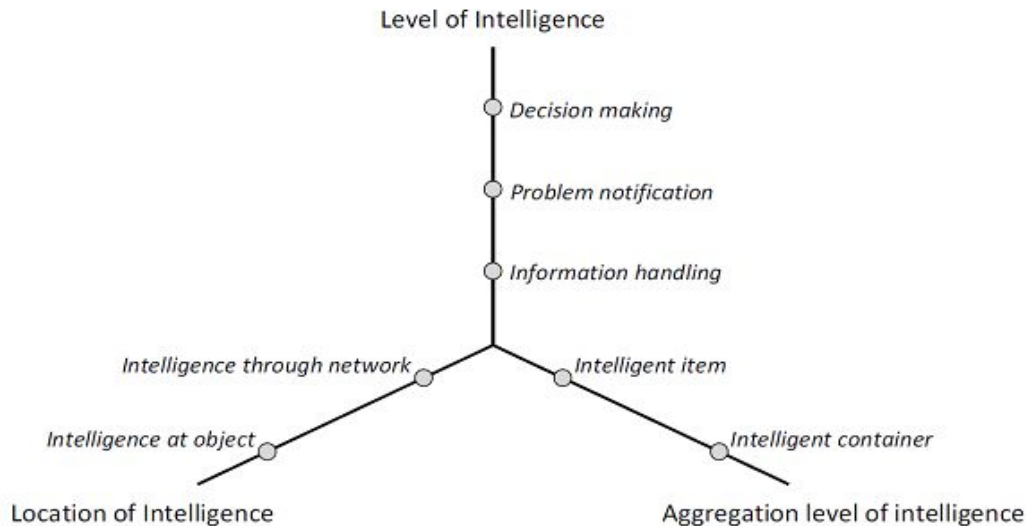 Level of Intelligence
Decision making
Problem notification
Information handling
Intelligence through network
Intelligent item
Intelligence at object
Intelligent container
Location of Intelligence
Aggregation level of intelligence